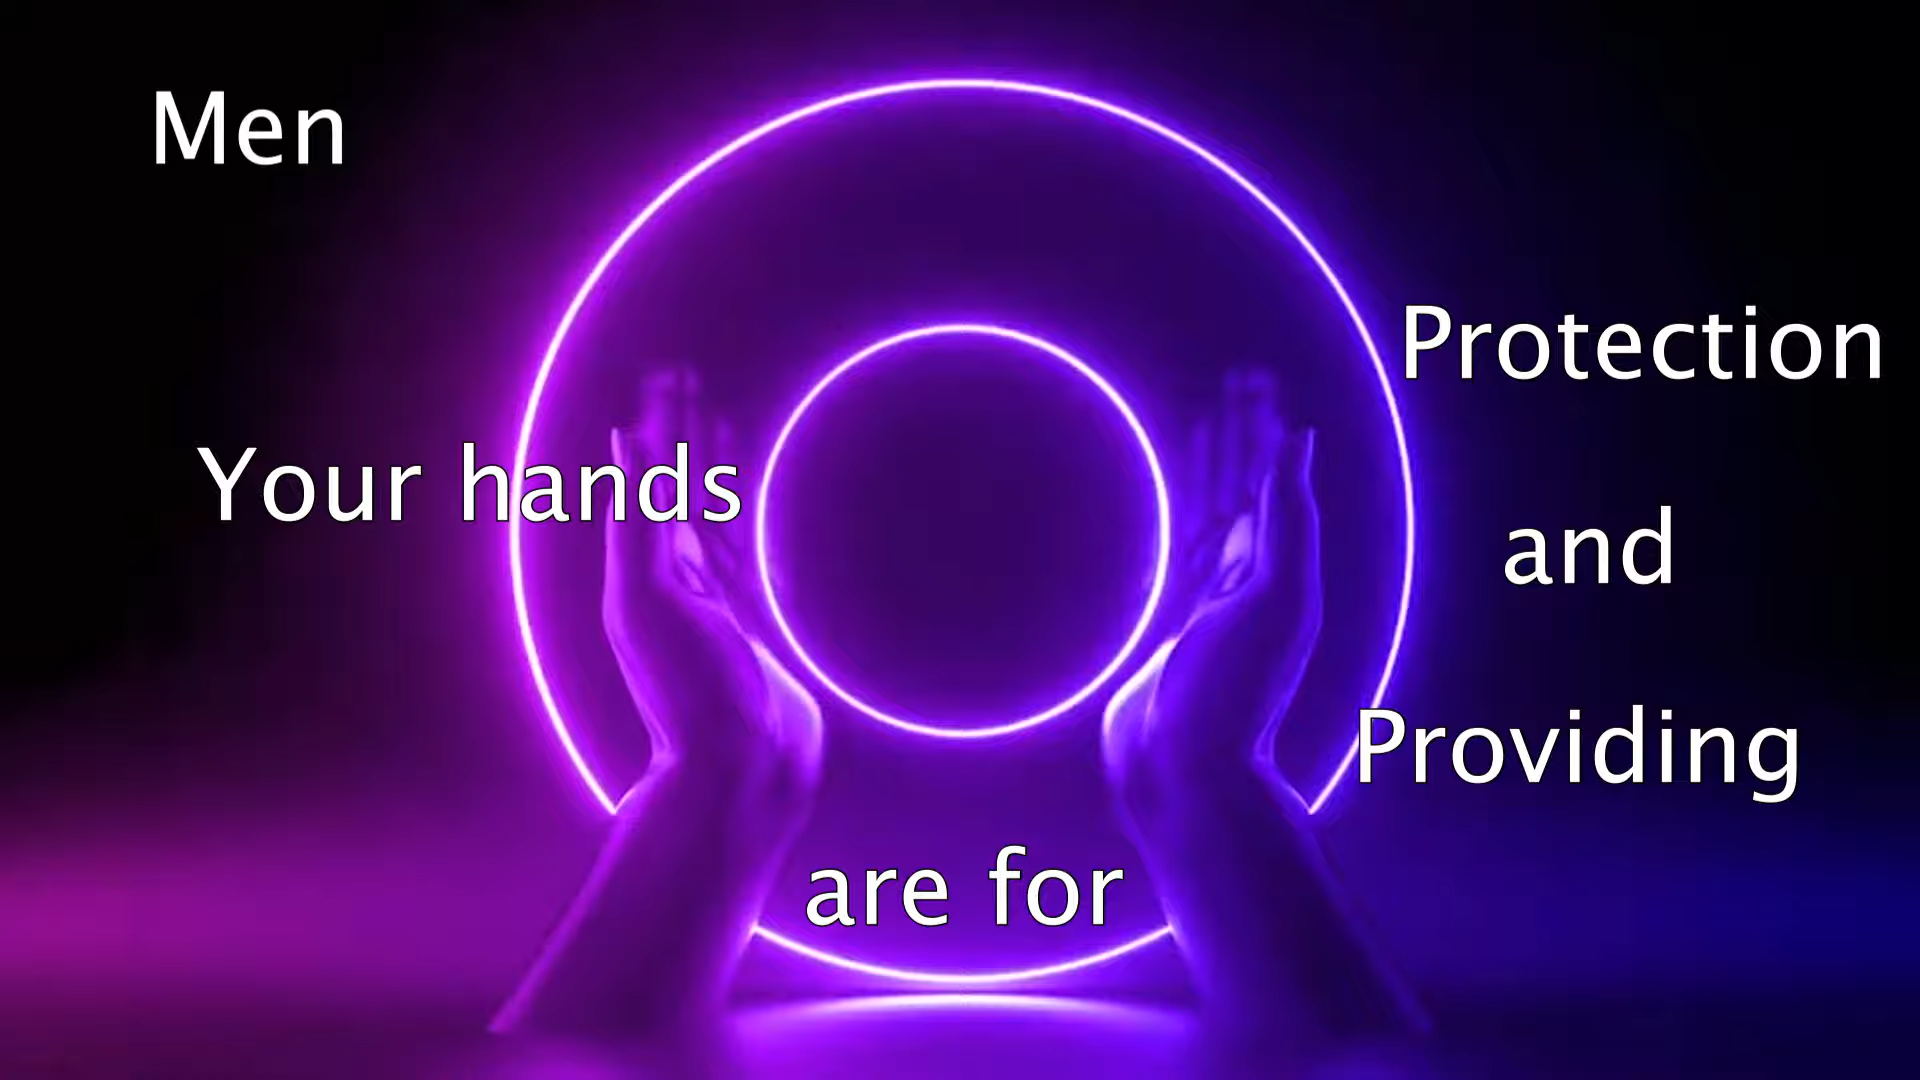 Men
Your hands
are for
Protection
and
Providing